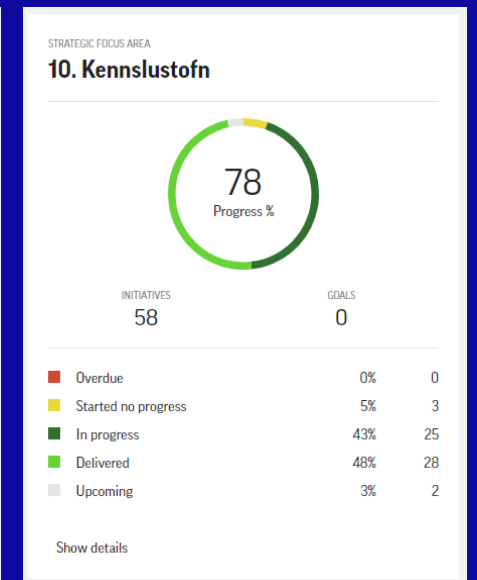 STRATEGIC FOCUS AREA
10. Kennslustofn
78
Progress %
INITIATIVES GOALS
58 0
Overdue 0% 0
Started no progress 5% 3
In progress 43% 25
Delivered 48% 28
Upcoming 3% 2
Show details